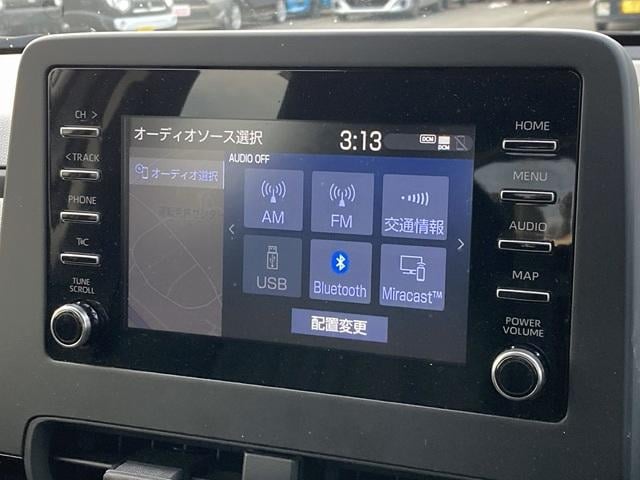 CH >
< TRACK
PHONE
T\C
TUNE
SCROLL
オーディオソース選択
3:13
DCM
DCM
オーディオ選択
AUDIO OFF
AM
FM
交通情報
USB
Bluetooth
Miracast™
配置変更
HOME
MENU
AUDIO
MAP
POWER
VOLUME